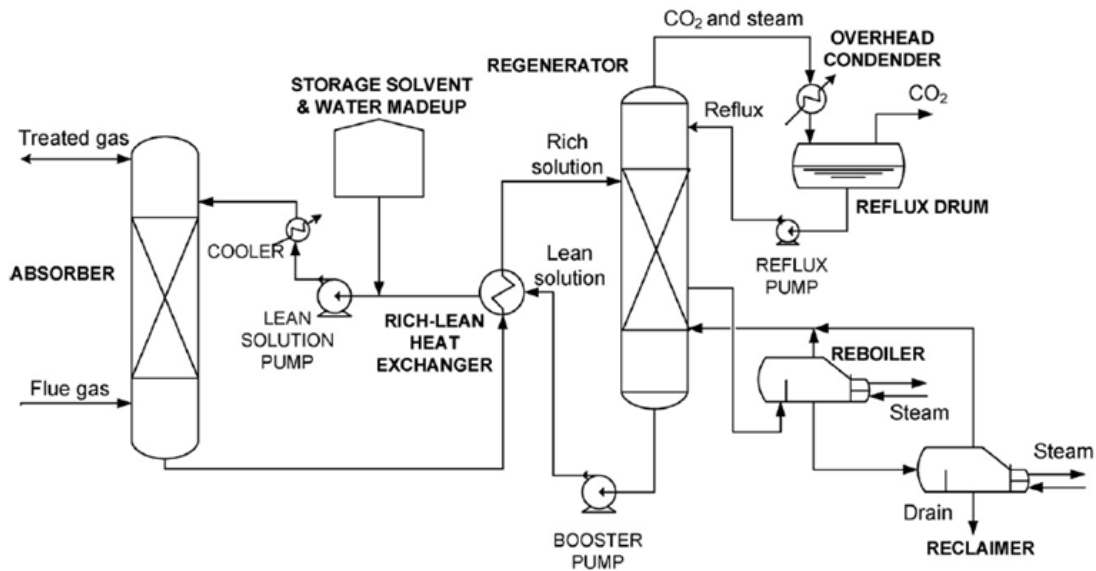 CO2 and steam
OVERHEAD
CONDENDER
REGENERATOR
STORAGE SOLVENT
& WATER MADEUP
CO2
Reflux
Treated gas
Rich
solution
REFLUX DRUM
COOLER
Lean
solution
ABSORBER
REFLUX
PUMP
LEAN
SOLUTION
PUMP
RICH-LEAN
HEAT
EXCHANGER
REBOILER
Flue gas
Steam
Steam
Drain
RECLAIMER
BOOSTER
PUMP